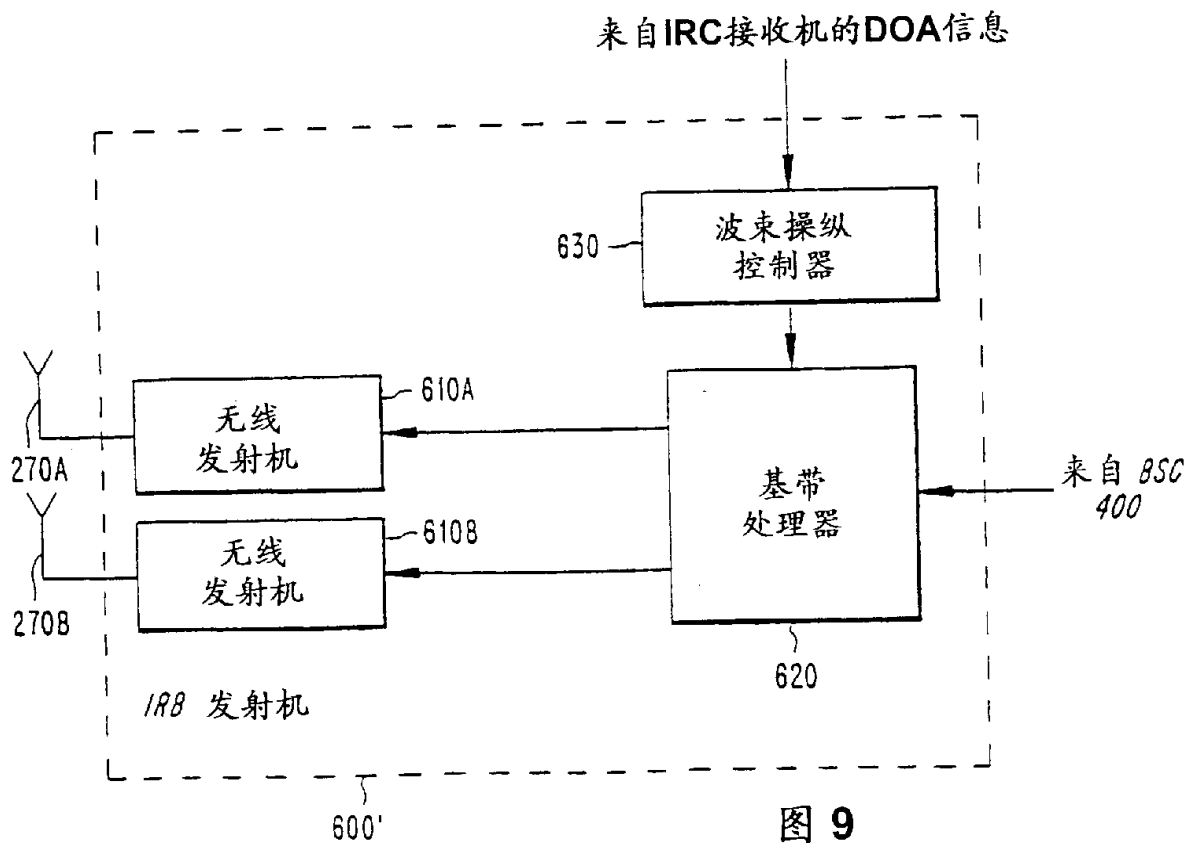 来自IRC接收机的DOA信息
630
波束操纵
控制器
610A
无线
发射机
270A
基带
处理器
来自 BSC
400
610B
无线
发射机
270B
620
IRB 发射机
600'
图 9